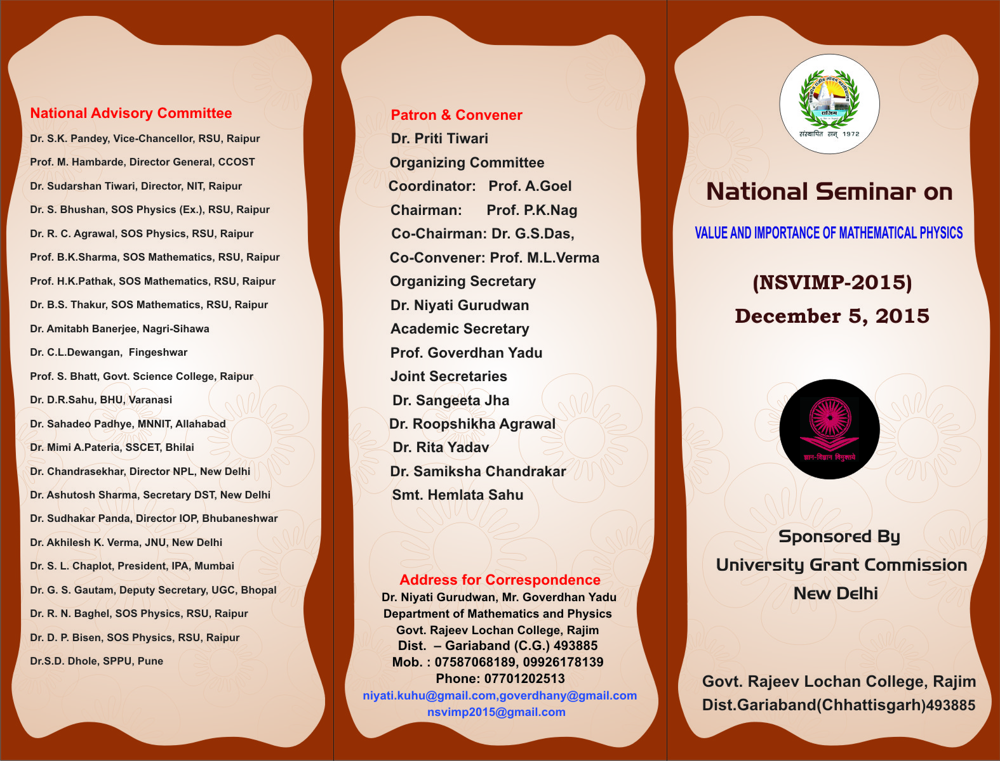 National Advisory Committee
Dr. S.K. Pandey, Vice-Chancellor, RSU, Raipur
Prof. M. Hambarde, Director General, CCOST
Dr. Sudarshan Tiwari, Director, NIT, Raipur
Dr. S. Bhushan, SOS Physics (Ex.), RSU, Raipur
Dr. R. C. Agrawal, SOS Physics, RSU, Raipur
Prof. B.K.Sharma, SOS Mathematics, RSU, Raipur
Prof. H.K.Pathak, SOS Mathematics, RSU, Raipur
Dr. B.S. Thakur, SOS Mathematics, RSU, Raipur
Dr. Amitabh Banerjee, Nagri-Sihawa
Dr. C.L.Dewangan, Fingeshwar
Prof. S. Bhatt, Govt. Science College, Raipur
Dr. D.R.Sahu, BHU, Varanasi
Dr. Sahadeo Padhye, MNNIT, Allahabad
Dr. Mimi A.Pateria, SSCET, Bhilai
Dr. Chandrasekhar, Director NPL, New Delhi
Dr. Ashutosh Sharma, Secretary DST, New Delhi
Dr. Sudhakar Panda, Director IOP, Bhubaneshwar
Dr. Akhilesh K. Verma, JNU, New Delhi
Dr. S. L. Chaplot, President, IPA, Mumbai
Dr. G. S. Gautam, Deputy Secretary, UGC, Bhopal
Dr. R. N. Baghel, SOS Physics, RSU, Raipur
Dr. D. P. Bisen, SOS Physics, RSU, Raipur
Dr.S.D. Dhole, SPPU, Pune
Patron & Convener
Dr. Priti Tiwari
Organizing Committee
Coordinator: Prof. A.Goel
Chairman: Prof. P.K.Nag
Co-Chairman: Dr. G.S.Das,
Co-Convener: Prof. M.L.Verma
Organizing Secretary
Dr. Niyati Gurudwan
Academic Secretary
Prof. Goverdhan Yadu
Joint Secretaries
Dr. Sangeeta Jha
Dr. Roopshikha Agrawal
Dr. Rita Yadav
Dr. Samiksha Chandrakar
Smt. Hemlata Sahu
Address for Correspondence
Dr. Niyati Gurudwan, Mr. Goverdhan Yadu
Department of Mathematics and Physics
Govt. Rajeev Lochan College, Rajim
Dist. – Gariaband (C.G.) 493885
Mob. : 07587068189, 09926178139
Phone: 07701202513
niyati.kuhu@gmail.com,goverdhany@gmail.com
nsvimp2015@gmail.com
शासकीय राजीव लोचन महाविद्यालय
राजिम
संस्थापित सन् 1972
National Seminar on
VALUE AND IMPORTANCE OF MATHEMATICAL PHYSICS
(NSVIMP-2015)
December 5, 2015
ज्ञान-विज्ञान विमुक्तये
Sponsored By
University Grant Commission
New Delhi
Govt. Rajeev Lochan College, Rajim
Dist.Gariaband(Chhattisgarh)493885